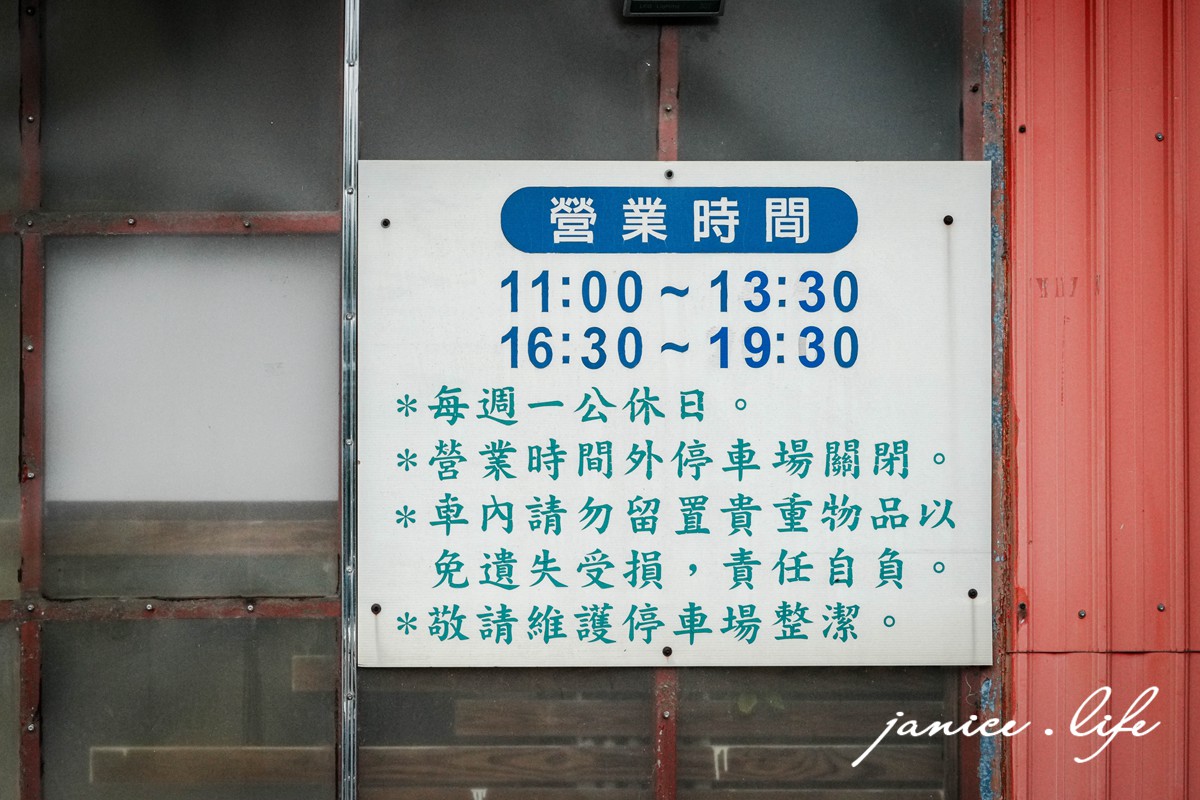 營業時間
11:00~13:30
16:30~19:30
*每週一公休日。
*營業時間外停車場關閉。
*車內請勿留置貴重物品以
免遺失受損，責任自負。
*敬請維護停車場整潔。
janice.life